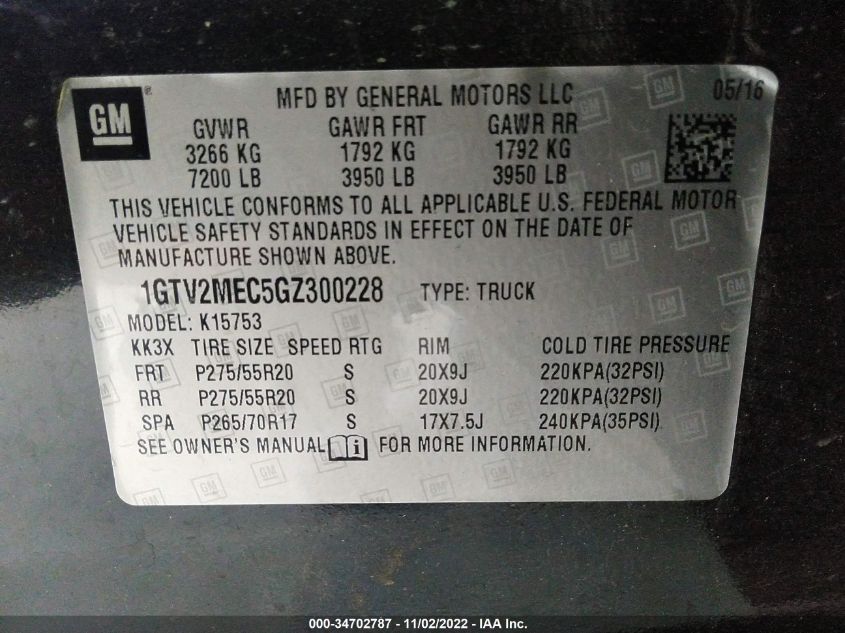 GM ® MFD BY GENERAL MOTORS LLC 05/16
GVWR GAWR FRT GAWR RR
3266 KG 1792 KG 1792 KG
7200 LB 3950 LB 3950 LB
THIS VEHICLE CONFORMS TO ALL APPLICABLE U.S. FEDERAL MOTOR
VEHICLE SAFETY STANDARDS IN EFFECT ON THE DATE OF
MANUFACTURE SHOWN ABOVE.
1GTV2MEC5GZ300228 TYPE: TRUCK
MODEL: K15753
KK3X TIRE SIZE SPEED RTG RIM COLD TIRE PRESSURE
FRT P275/55R20 S 20X9J 220KPA(32PSI)
RR P275/55R20 S 20X9J 220KPA(32PSI)
SPA P265/70R17 S 17X7.5J 240KPA(35PSI)
SEE OWNER'S MANUAL FOR MORE INFORMATION.
000-34702787 - 11/02/2022 - IAA Inc.